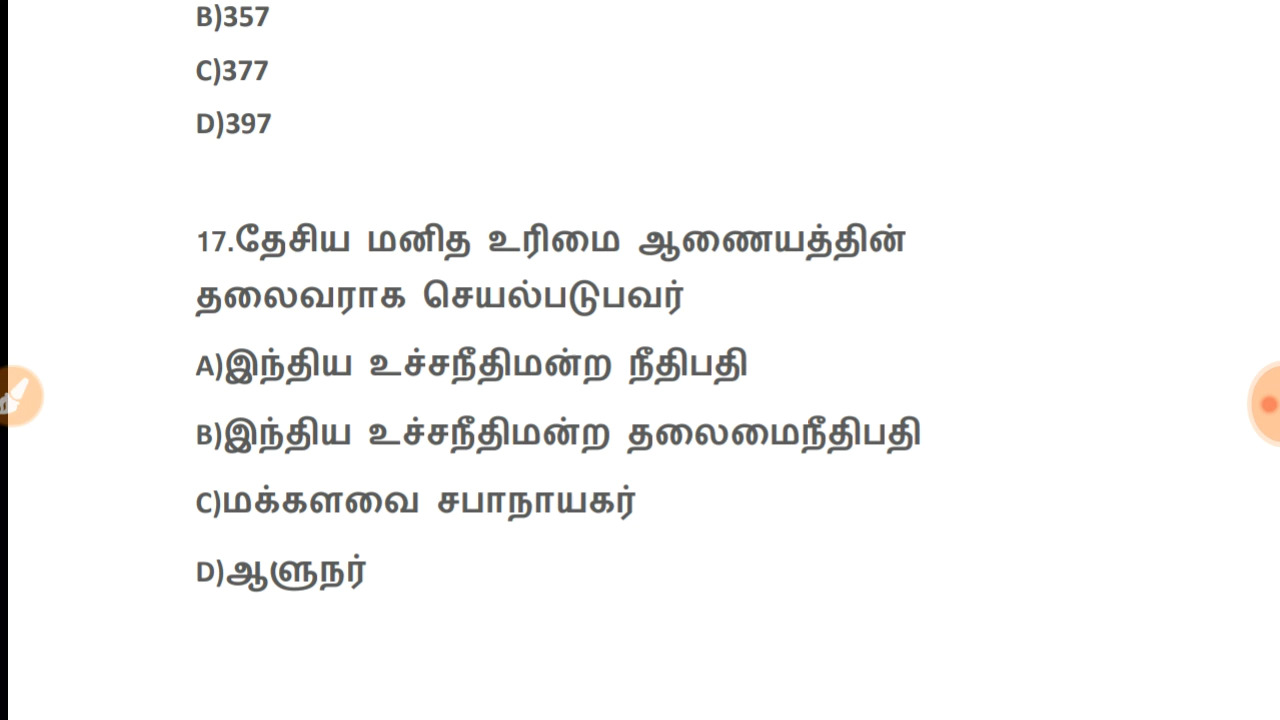 B)357
C)377
D)397
17.தேசிய மனித உரிமை ஆணையத்தின்
தலைவராக செயல்படுபவர்
A)இந்திய உச்சநீதிமன்ற நீதிபதி
B)இந்திய உச்சநீதிமன்ற தலைமைநீதிபதி
C)மக்களவை சபாநாயகர்
D)ஆளுநர்